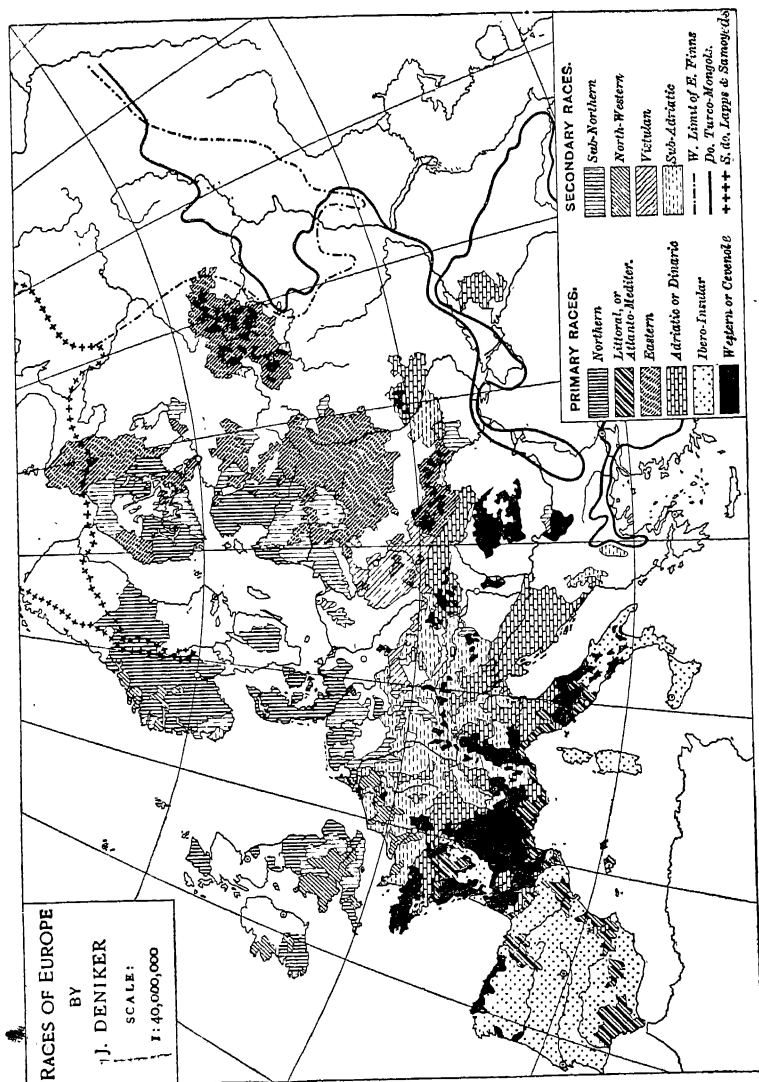 RACES OF EUROPE
BY
J. DENIKER
SCALE:
1:40,000,000
PRIMARY RACES.
Northern
Littoral, or
Atlanto-Mediter.
Eastern
Adriatic or Dinaric
Ibero-Insular
Western or Cevenole
SECONDARY RACES.
Sub-Northern
North-Western
Vistulan
Sub-Adriatic
W. Limit of E. Finns
Do. Turco-Mongols.
S. do. Lapps & Samoyeds